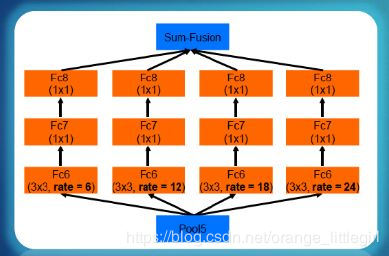 Sum-Fusion
Fc8
(1x1)
Fc8
(1x1)
Fc8
(1x1)
Fc8
(1x1)
Fc7
(1x1)
Fc7
(1x1)
Fc7
(1x1)
Fc7
(1x1)
Fc6
(3x3, rate = 6)
Fc6
(3x3, rate = 12)
Fc6
(3x3, rate = 18)
Fc6
(3x3, rate = 24)
Pool5
https://blog.csdn.net/orange_littlegirl